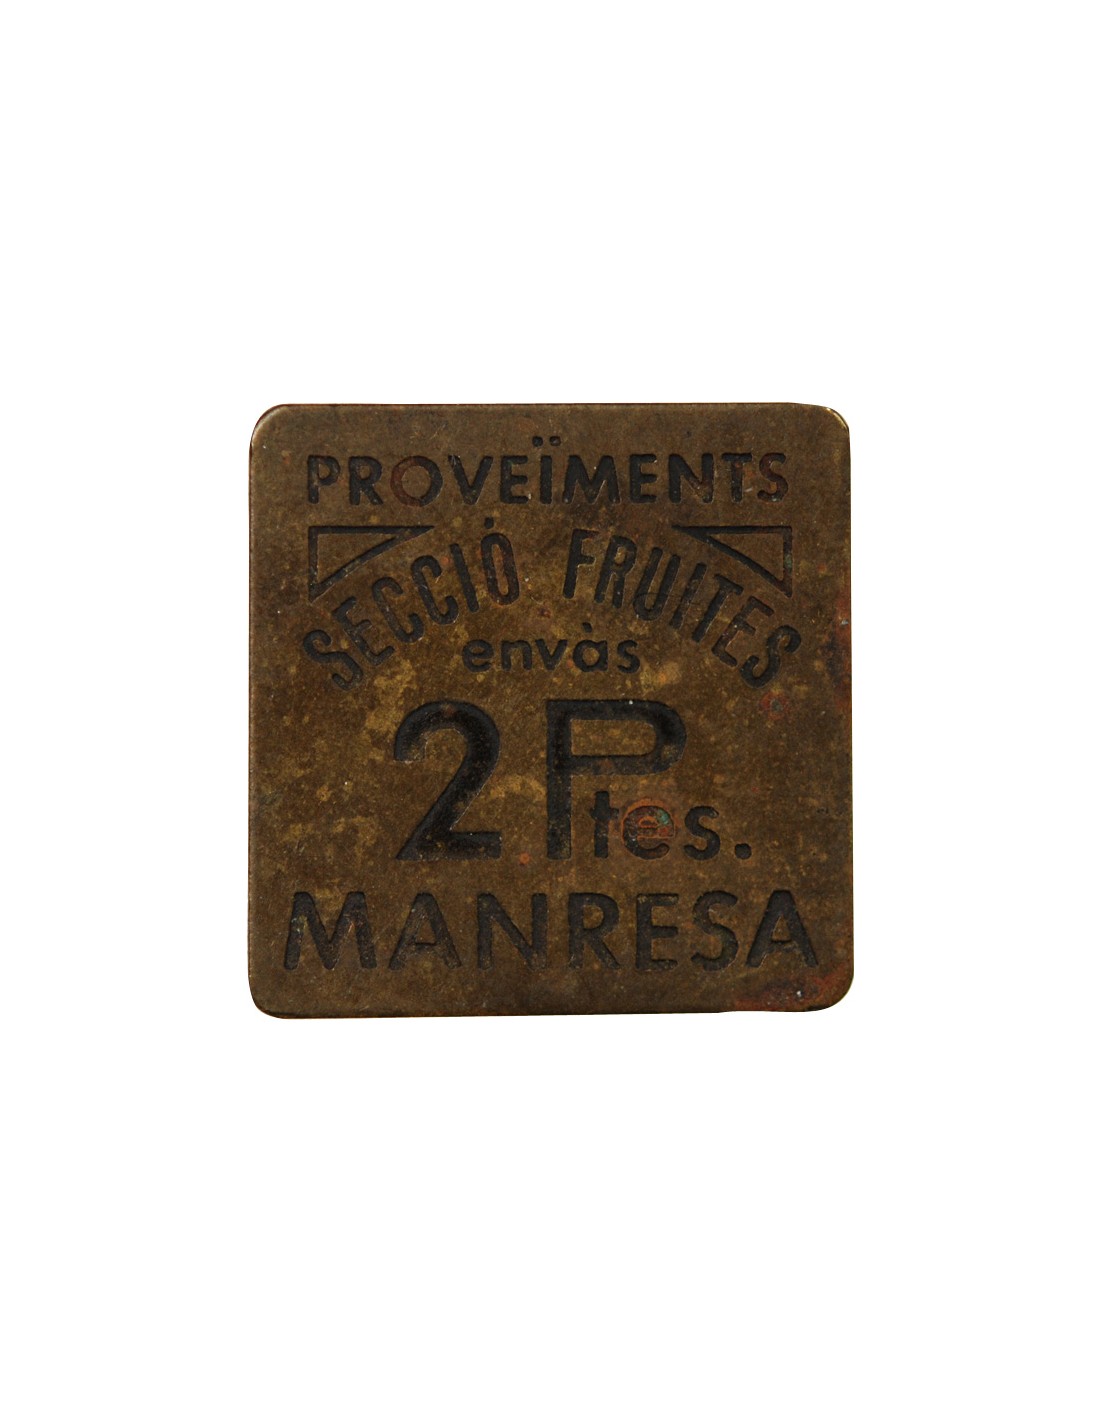 PROVEÏMENTS
SECCIÓ FRUITES
envàs
2 Ptes.
MANRESA